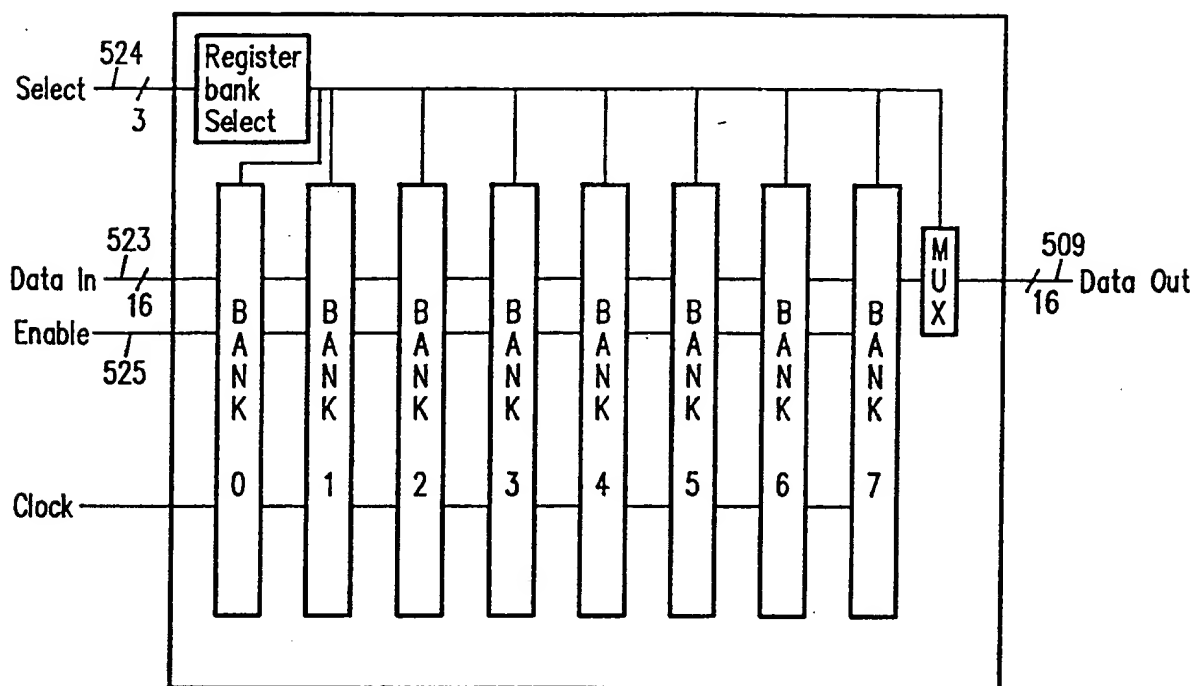 524
Select
3
Register
bank
Select
523
Data In
16
Enable
525
Clock
BANK 0
BANK 1
BANK 2
BANK 3
BANK 4
BANK 5
BANK 6
BANK 7
MUX
509
16
Data Out